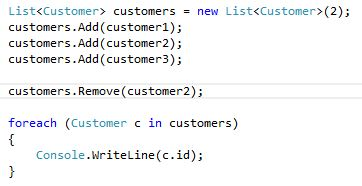 List<Customer> customers = new List<Customer>(2);
customers.Add(customer1);
customers.Add(customer2);
customers.Add(customer3);
customers.Remove(customer2);
foreach (Customer c in customers)
{
    Console.WriteLine(c.id);
}